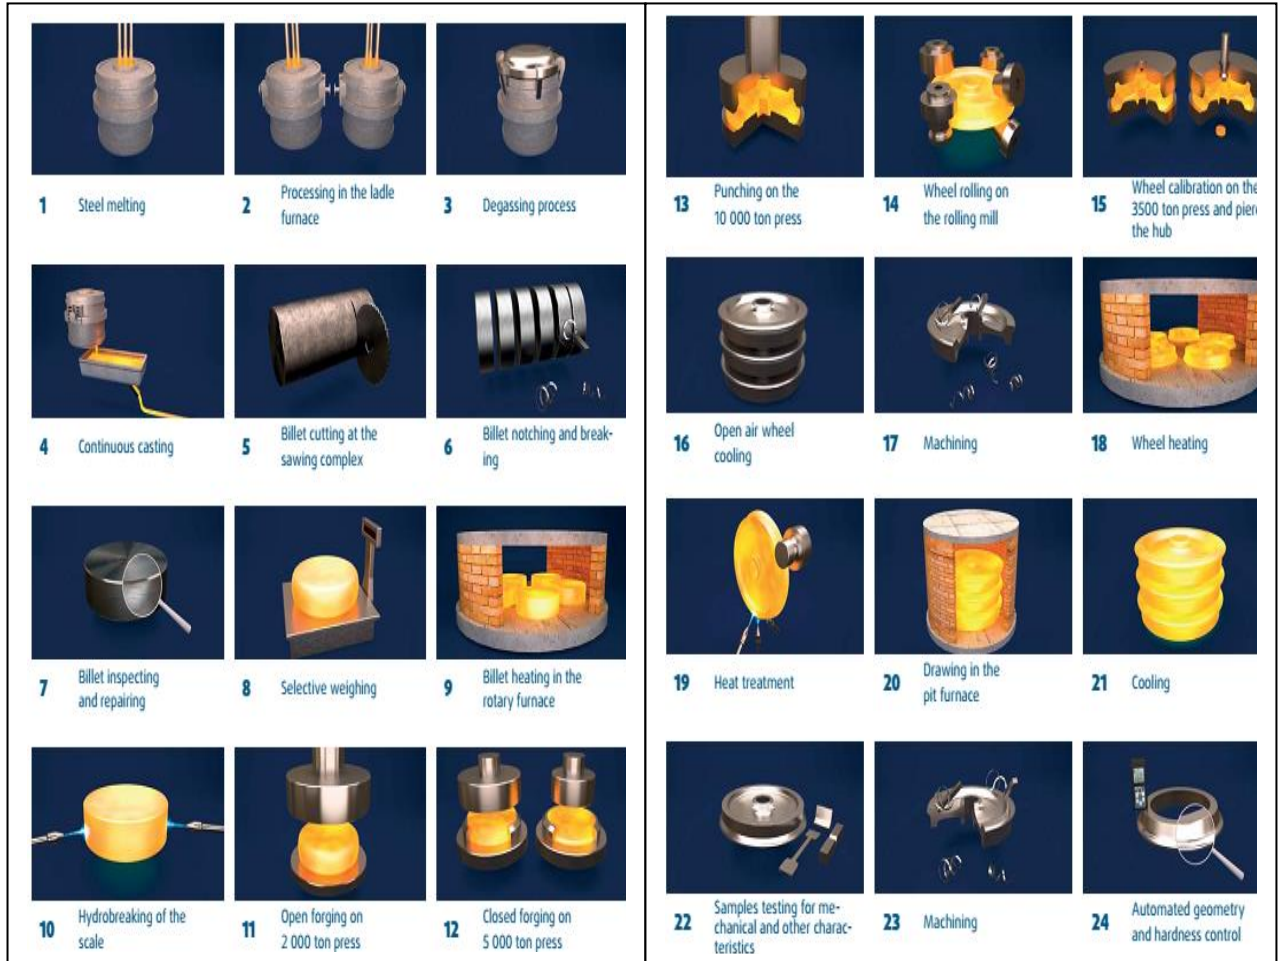 1 Steel melting
2 Processing in the ladle
furnace
3 Degassing process
4 Continuous casting
5 Billet cutting at the
sawing complex
6 Billet notching and break-
ing
7 Billet inspecting
and repairing
8 Selective weighing
9 Billet heating in the
rotary furnace
10 Hydrobreaking of the
scale
11 Open forging on
2 000 ton press
12 Closed forging on
5 000 ton press
13 Punching on the
10 000 ton press
14 Wheel rolling on
the rolling mill
15 Wheel calibration on the
3500 ton press and pier
the hub
16 Open air wheel
cooling
17 Machining
18 Wheel heating
19 Heat treatment
20 Drawing in the
pit furnace
21 Cooling
22 Samples testing for me-
chanical and other charac-
teristics
23 Machining
24 Automated geometry
and hardness control